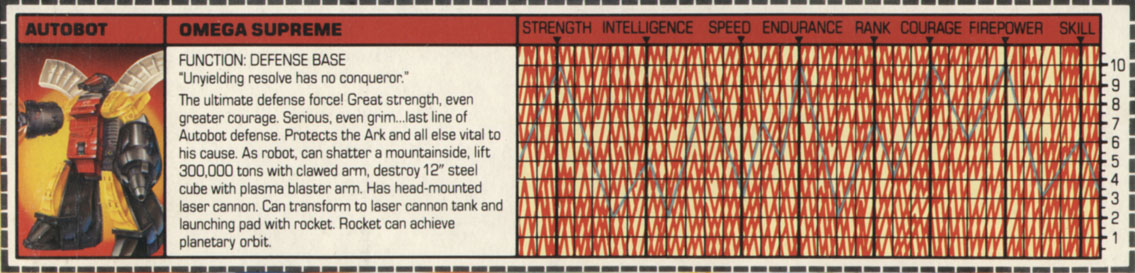 AUTOBOT
OMEGA SUPREME
STRENGTH INTELLIGENCE SPEED ENDURANCE RANK COURAGE FIREPOWER SKILL
FUNCTION: DEFENSE BASE
"Unyielding resolve has no conqueror."
The ultimate defense force! Great strength, even
greater courage. Serious, even grim...last line of
Autobot defense. Protects the Ark and all else vital to
his cause. As robot, can shatter a mountainside, lift
300,000 tons with clawed arm, destroy 12" steel
cube with plasma blaster arm. Has head-mounted
laser cannon. Can transform to laser cannon tank and
launching pad with rocket. Rocket can achieve
planetary orbit.
10
9
8
7
6
5
4
3
2
1